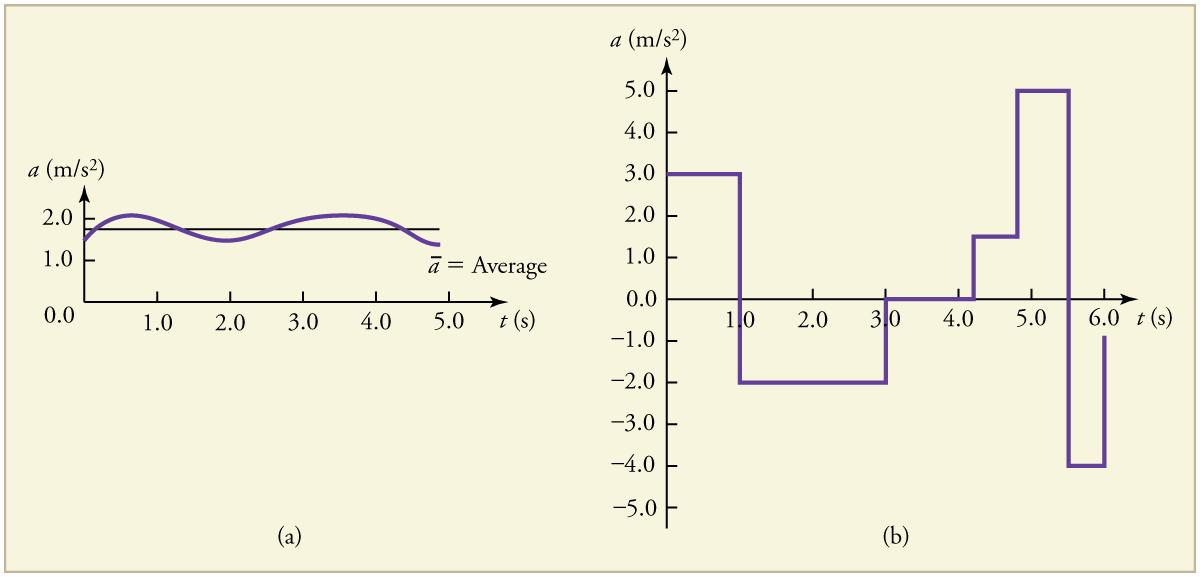 a (m/s²)
2.0
1.0
0.0
1.0 2.0 3.0 4.0 5.0 t (s)
a̅ = Average
(a)
a (m/s²)
5.0
4.0
3.0
2.0
1.0
0.0
1.0 2.0 3.0 4.0 5.0 6.0 t (s)
−1.0
−2.0
−3.0
−4.0
−5.0
(b)